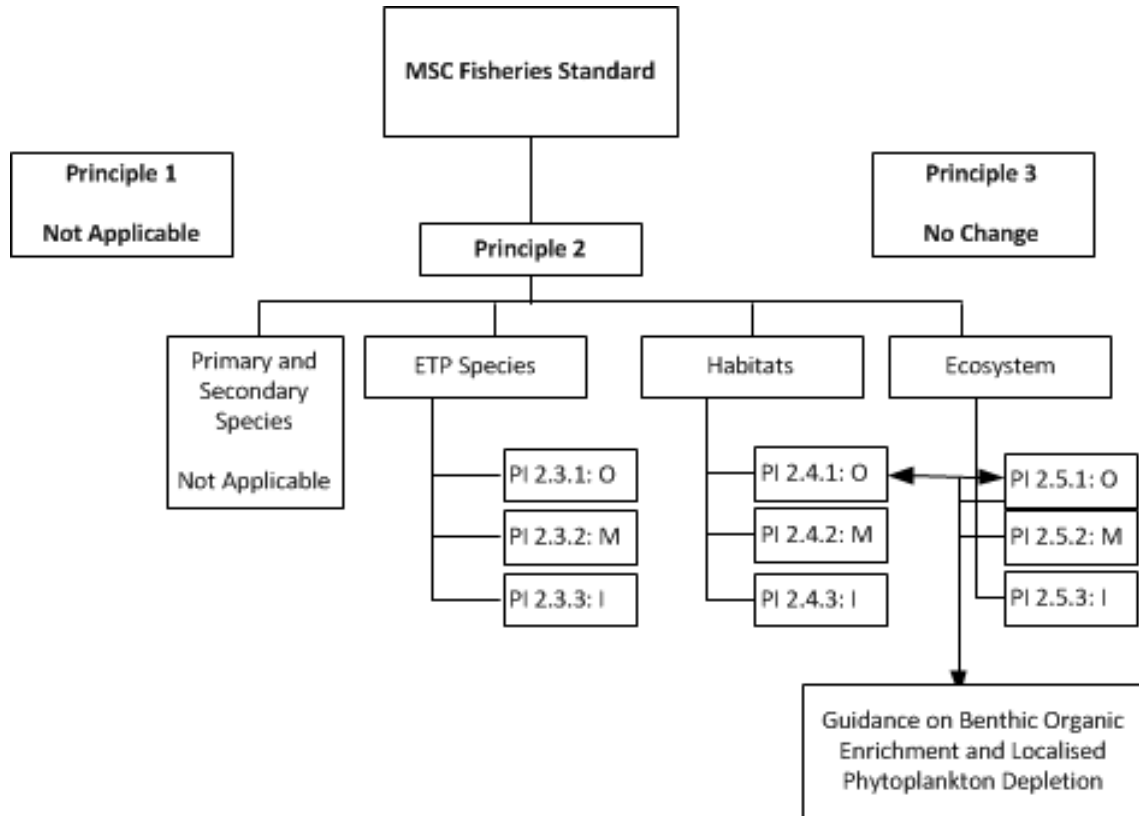 MSC Fisheries Standard
Principle 1
Not Applicable
Principle 3
No Change
Principle 2
Primary and
Secondary
Species
Not Applicable
ETP Species
Habitats
Ecosystem
PI 2.3.1: O
PI 2.3.2: M
PI 2.3.3: I
PI 2.4.1: O
PI 2.4.2: M
PI 2.4.3: I
PI 2.5.1: O
PI 2.5.2: M
PI 2.5.3: I
Guidance on Benthic Organic
Enrichment and Localised
Phytoplankton Depletion